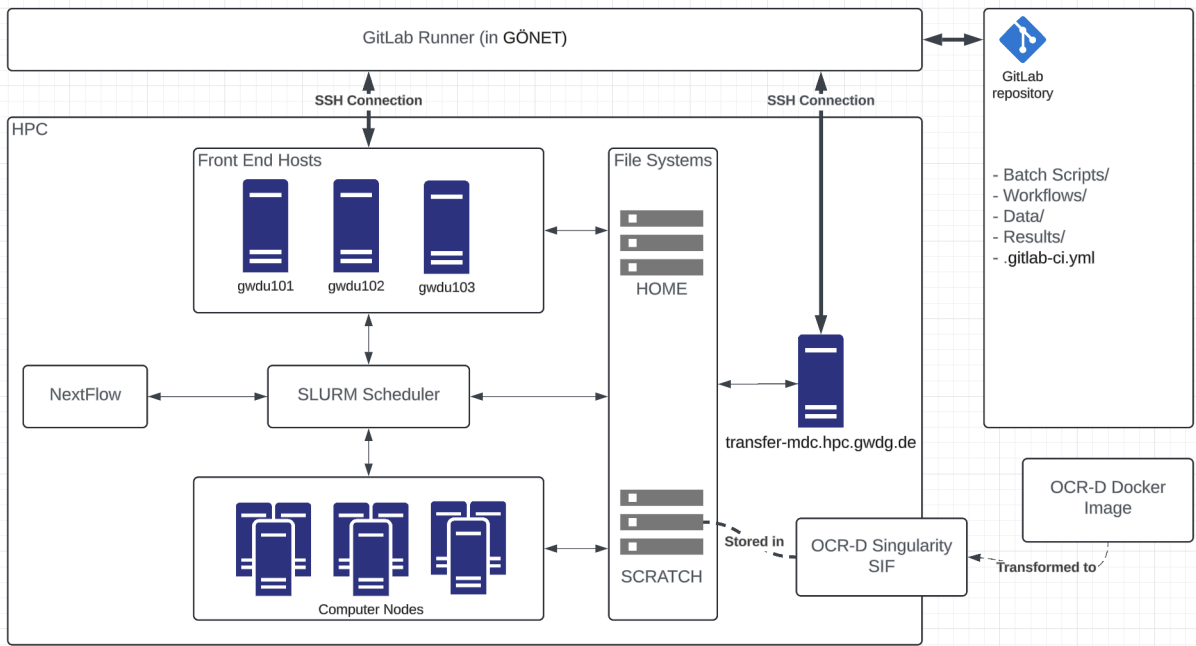 GitLab Runner (in GÖNET)
GitLab
repository
SSH Connection
SSH Connection
HPC
Front End Hosts
File Systems
- Batch Scripts/
- Workflows/
- Data/
- Results/
- .gitlab-ci.yml
gwdu101
gwdu102
gwdu103
HOME
NextFlow
SLURM Scheduler
transfer-mdc.hpc.gwdg.de
OCR-D Docker
Image
Stored in
OCR-D Singularity
SIF
Transformed to
SCRATCH
Computer Nodes